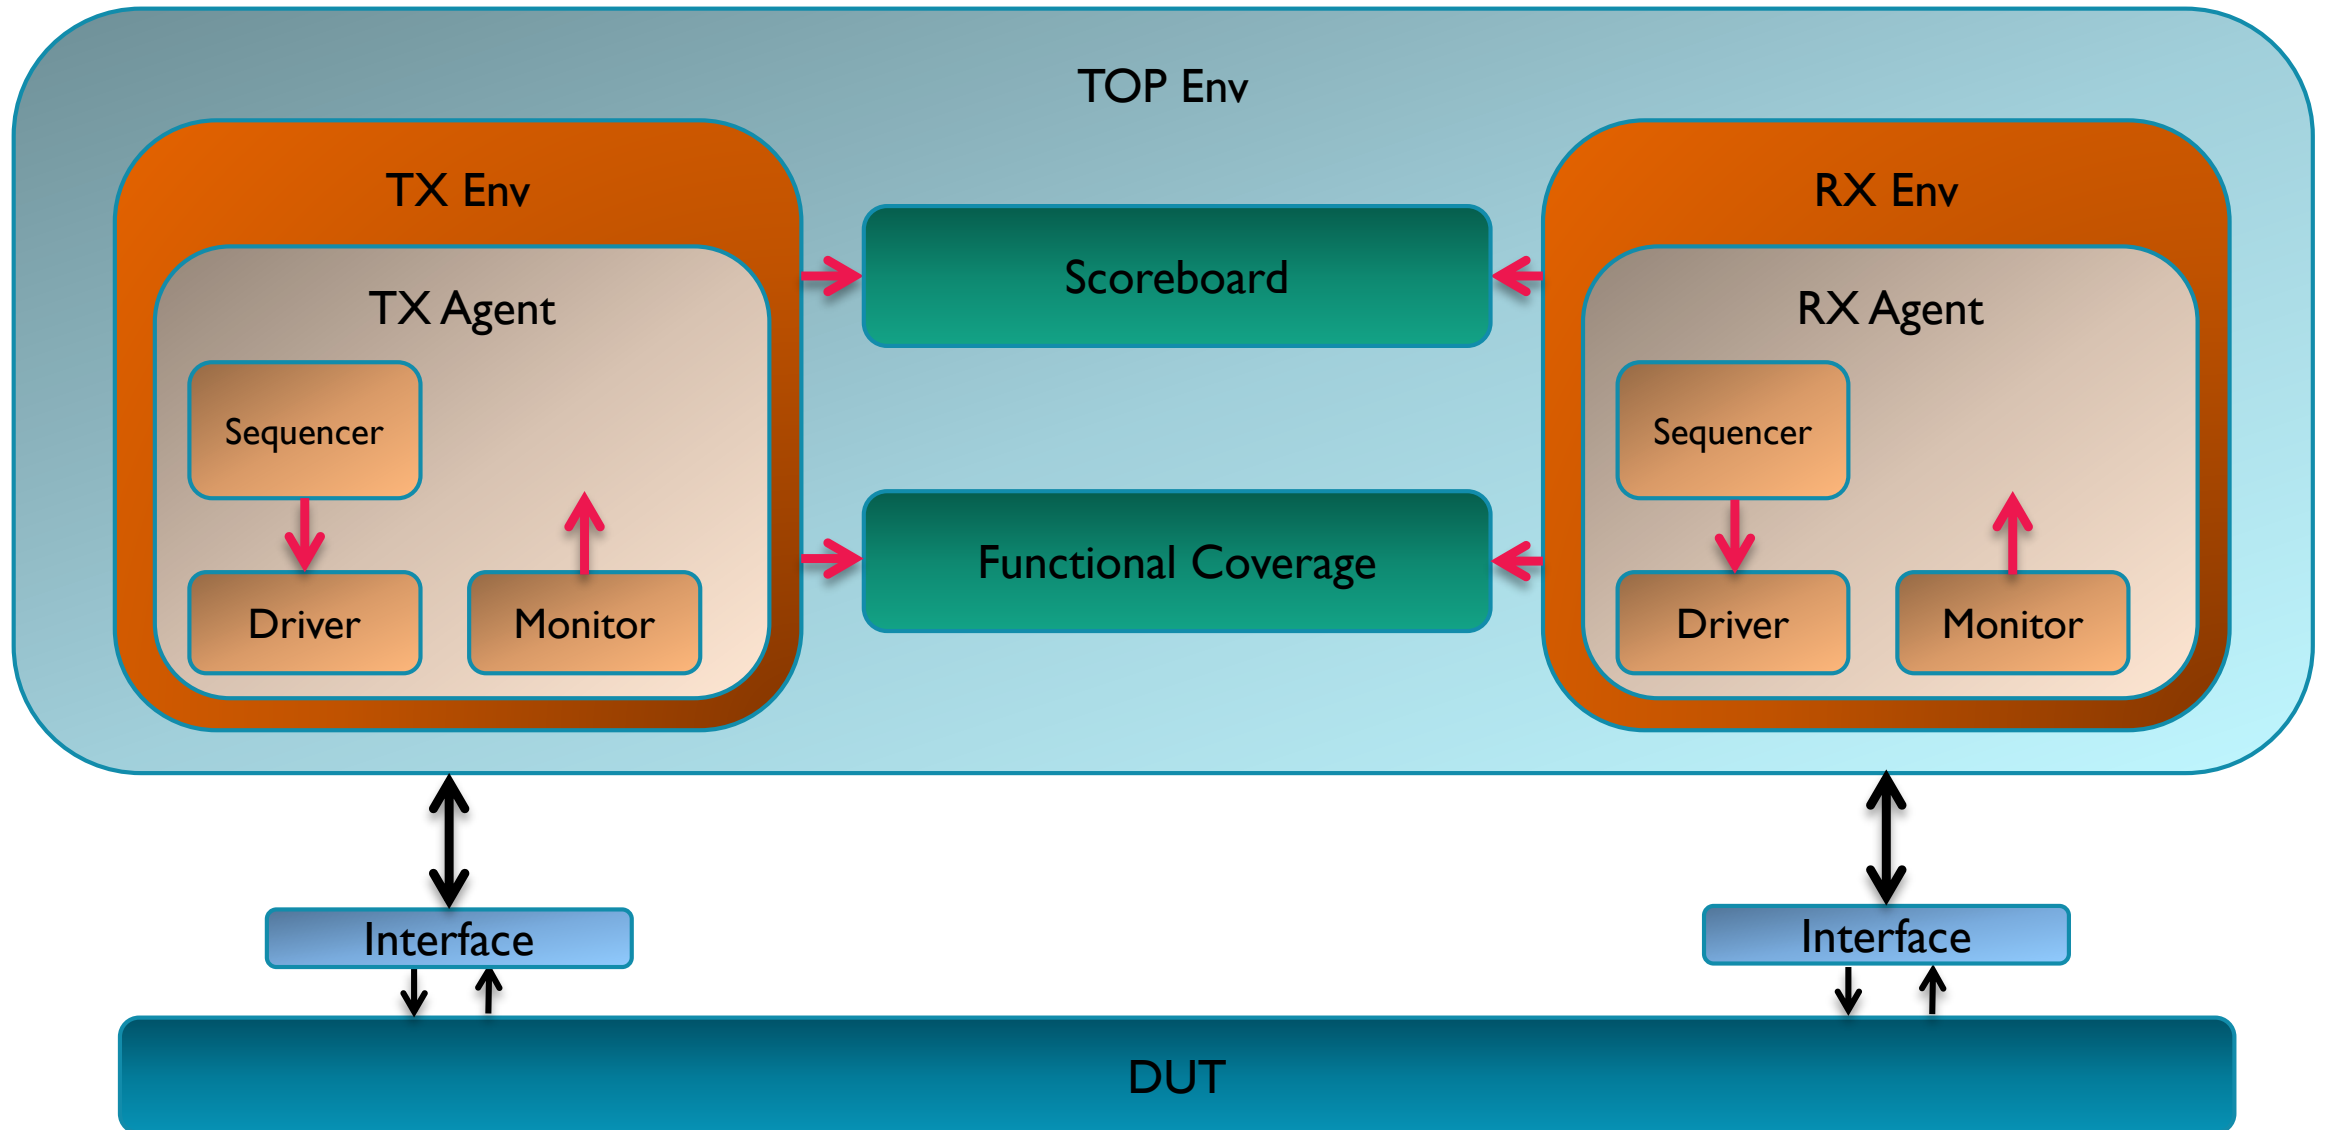 TOP Env
TX Env
RX Env
TX Agent
Scoreboard
RX Agent
Sequencer
Sequencer
Functional Coverage
Driver
Monitor
Driver
Monitor
Interface
Interface
DUT